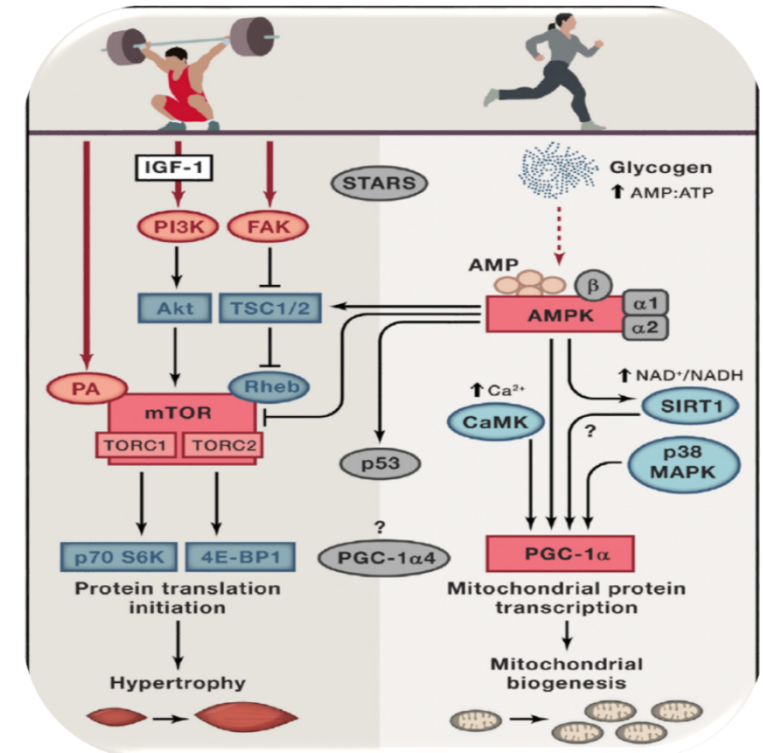 IGF-1
PI3K
FAK
Akt
TSC1/2
PA
Rheb
mTOR
TORC1
TORC2
p70 S6K
4E-BP1
Protein translation
initiation
Hypertrophy
STARS
p53
?
PGC-1α4
Glycogen
⬆ AMP:ATP
AMP
β
AMPK
α1
α2
⬆ Ca²⁺
CaMK
⬆ NAD⁺/NADH
SIRT1
?
p38
MAPK
PGC-1α
Mitochondrial protein
transcription
Mitochondrial
biogenesis